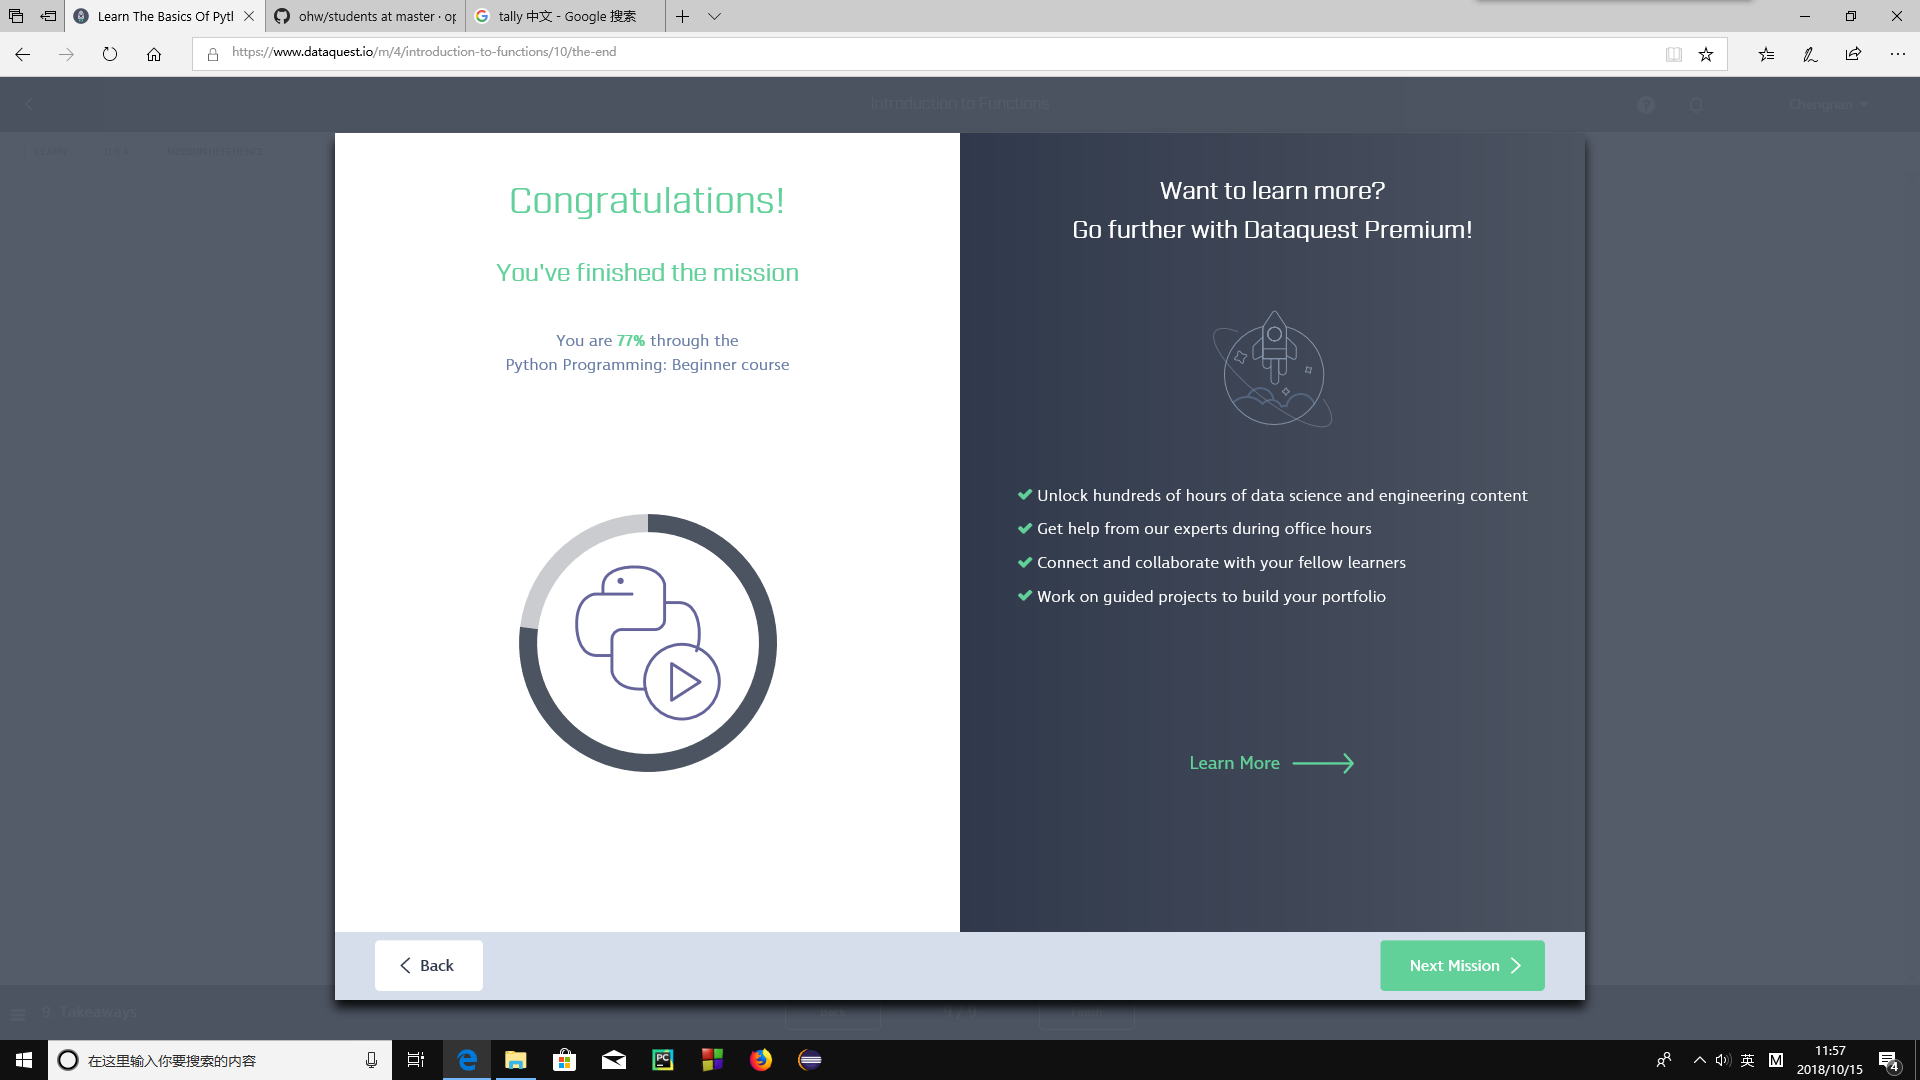 Learn The Basics Of Pyth
ohw/students at master · op
tally 中文 - Google 搜索
https://www.dataquest.io/m/4/introduction-to-functions/10/the-end
Introduction to Functions
Chengnan
Congratulations!
You've finished the mission
You are 77% through the
Python Programming: Beginner course
Want to learn more?
Go further with Dataquest Premium!
Unlock hundreds of hours of data science and engineering content
Get help from our experts during office hours
Connect and collaborate with your fellow learners
Work on guided projects to build your portfolio
Learn More
Back
Next Mission
9. Takeaways
Back
Finish
在这里输入你要搜索的内容
PC
英
M
11:57
2018/10/15
4